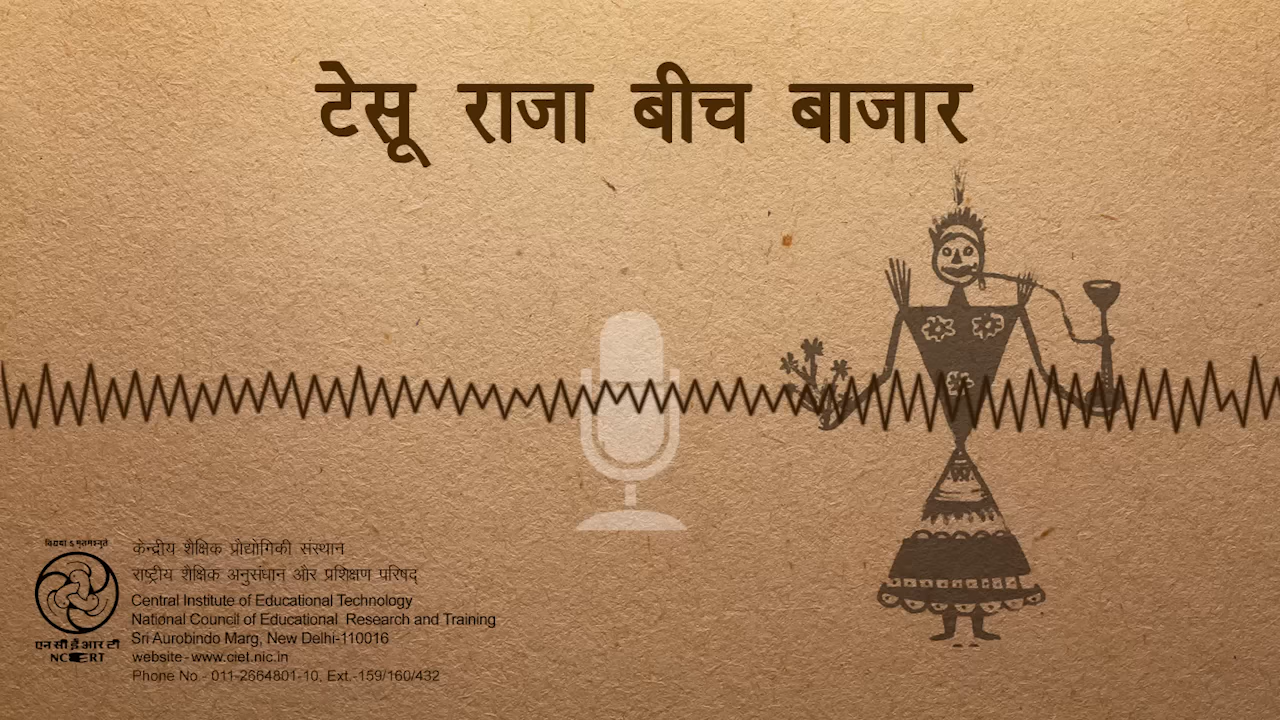 टेसू राजा बीच बाजार
विद्यया ऽ मृतमश्नुते
एन सी ई आर टी
NCERT
केन्द्रीय शैक्षिक प्रौद्योगिकी संस्थान
राष्ट्रीय शैक्षिक अनुसंधान और प्रशिक्षण परिषद्
Central Institute of Educational Technology
National Council of Educational Research and Training
Sri Aurobindo Marg, New Delhi-110016
website - www.ciet.nic.in
Phone No - 011-2664801-10, Ext.-159/160/432